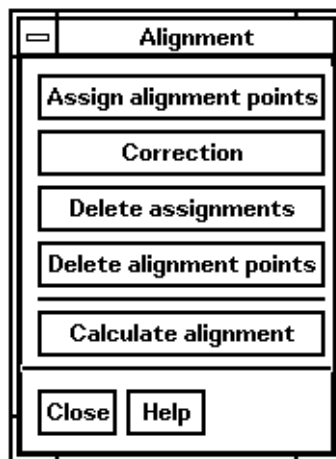 Alignment
Assign alignment points
Correction
Delete assignments
Delete alignment points
Calculate alignment
Close Help